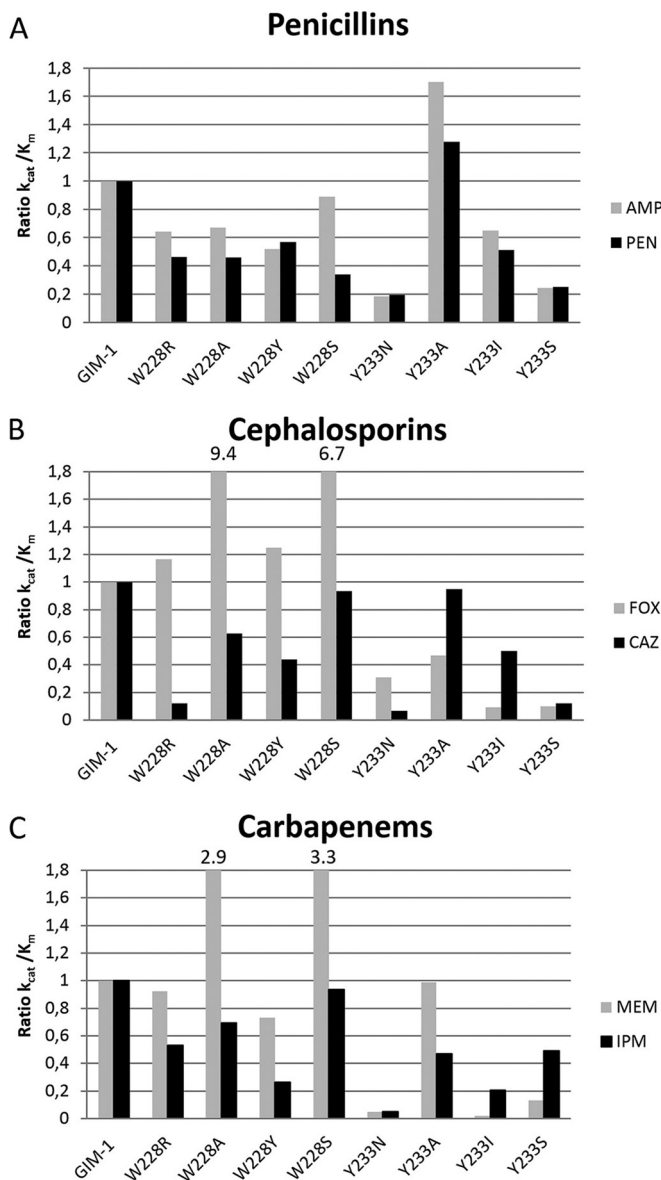 A
Penicillins
Ratio kcat /Km
1,8
1,6
1,4
1,2
1
0,8
0,6
0,4
0,2
0
GIM-1 W228R W228A W228Y W228S Y233N Y233A Y233I Y233S
AMP
PEN
B
Cephalosporins
9.4 6.7
Ratio kcat /Km
1,8
1,6
1,4
1,2
1
0,8
0,6
0,4
0,2
0
GIM-1 W228R W228A W228Y W228S Y233N Y233A Y233I Y233S
FOX
CAZ
C
Carbapenems
2.9 3.3
Ratio kcat /Km
1,8
1,6
1,4
1,2
1
0,8
0,6
0,4
0,2
0
GIM-1 W228R W228A W228Y W228S Y233N Y233A Y233I Y233S
MEM
IPM